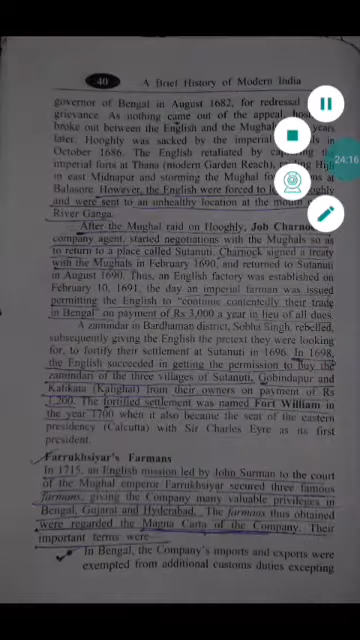 40 A Brief History of Modern India
governor of Bengal in August 1682, for redressal
grievance. As nothing came out of the appeal,
broke out between the English and the Mughal years
later. Hooghly was sacked by the imperial in
October 1686. The English retaliated by
imperial forts at Thana (modern Garden Reach), Hijli
in east Midnapur and storming the Mughal at
Balasore. However, the English were forced to
and were sent to an unhealthy location at the mouth
River Ganga.
After the Mughal raid on Hooghly, Job
company agent, started negotiations with the Mughals so as
to return to a place called Sutanuti. Charnock signed a treaty
with the Mughals in February 1690, and returned to Sutanuti
in August 1690. Thus, an English factory was established on
February 10, 1691, the day an imperial farman was issued
permitting the English to "continue contentedly their trade
in Bengal" on payment of Rs 3,000 a year in lieu of all dues.
A zamindar in Bardhaman district, Sobha Singh, rebelled,
subsequently giving the English the pretext they were looking
for, to fortify their settlement at Sutanuti in 1696. In 1698,
the English succeeded in getting the permission to buy the
zamindari of the three villages of Sutanuti, Gobindapur and
Kalikata (Kalighat) from their owners on payment of Rs
1,200. The fortified settlement was named Fort William in
the year 1700 when it also became the seat of the eastern
presidency (Calcutta) with Sir Charles Eyre as its first
president.
Farrukhsiyar's Farmans
In 1715, an English mission led by John Surman to the court
of the Mughal emperor Farrukhsiyar secured three famous
farmans, giving the Company many valuable privileges in
Bengal, Gujarat and Hyderabad. The farmans thus obtained
were regarded the Magna Carta of the Company. Their
important terms were—
In Bengal, the Company's imports and exports were
exempted from additional customs duties excepting
24:16